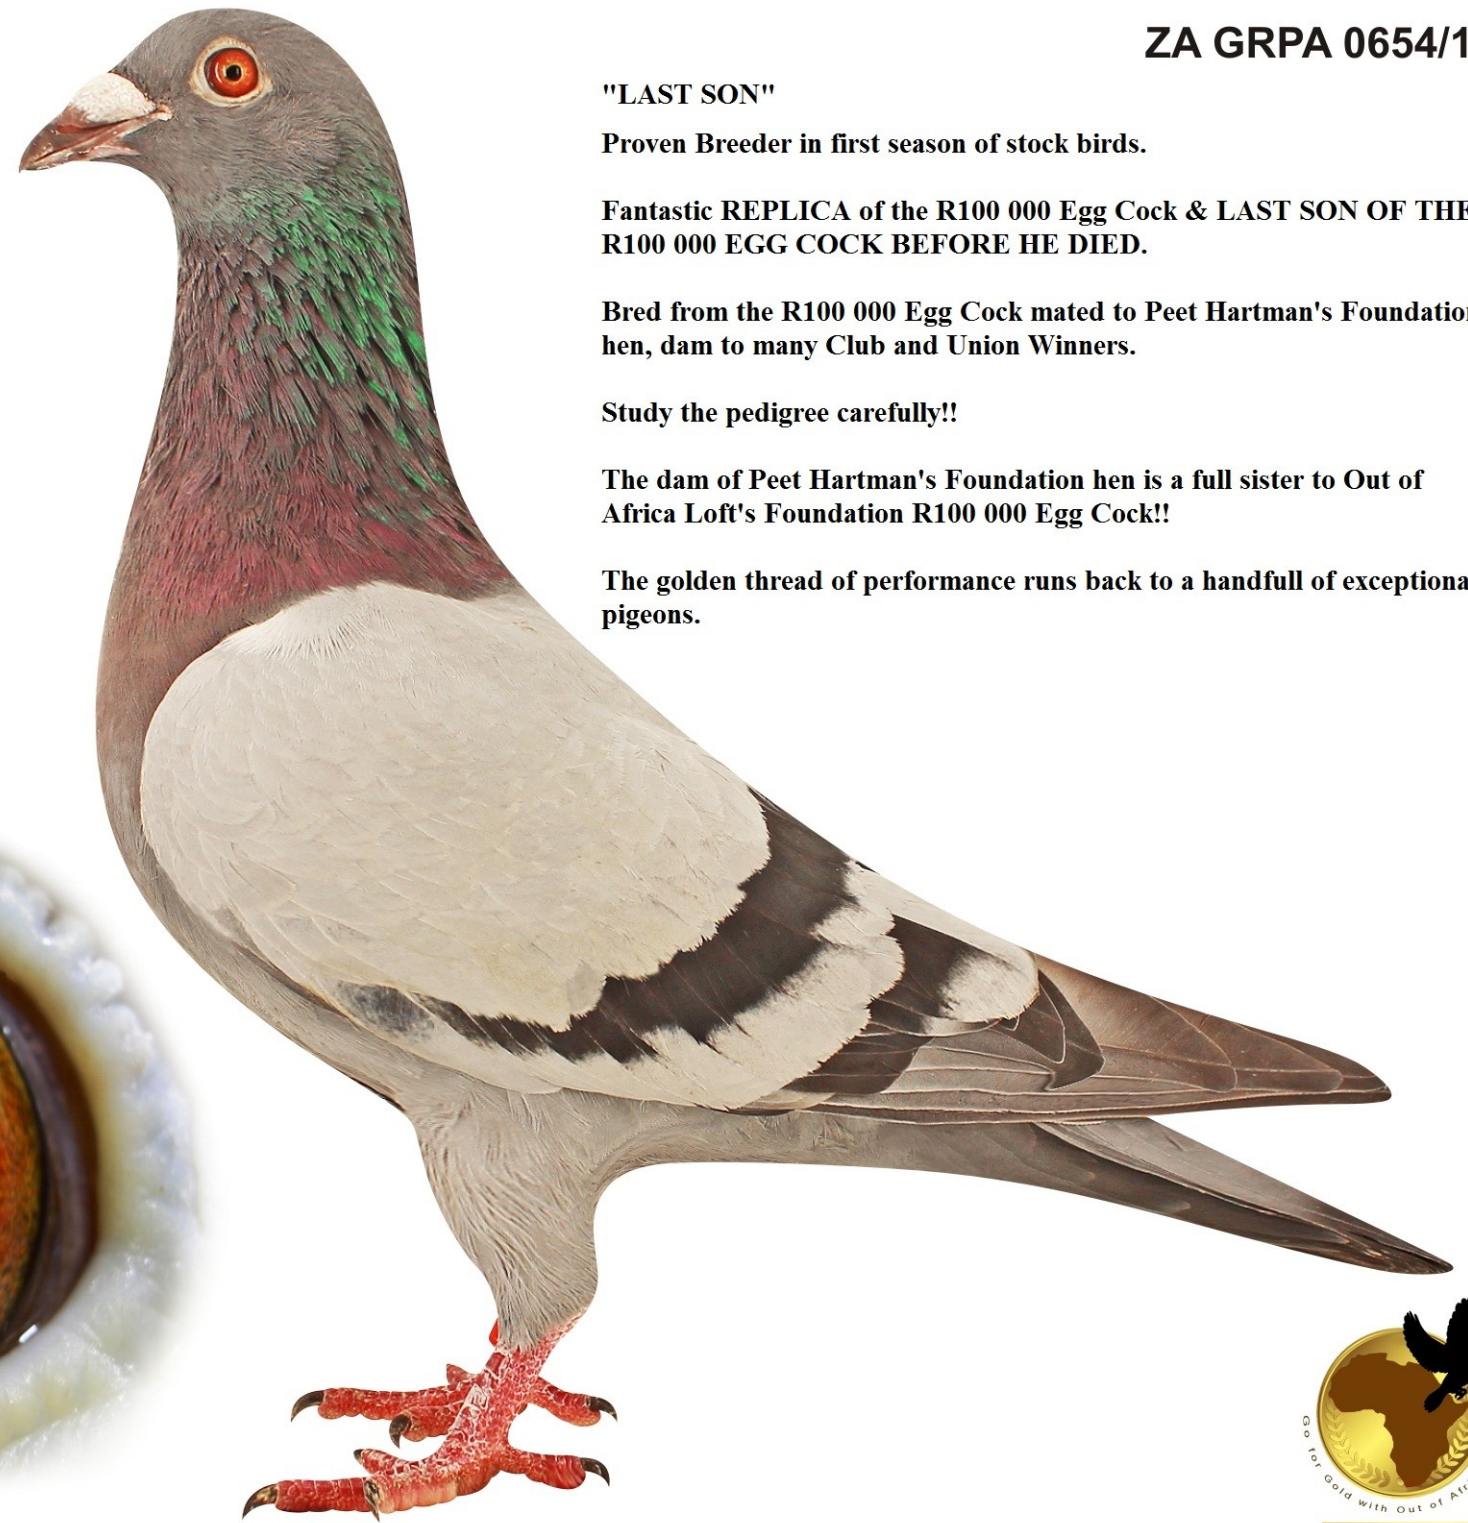 ZA GRPA 0654/1
"LAST SON"
Proven Breeder in first season of stock birds.
Fantastic REPLICA of the R100 000 Egg Cock & LAST SON OF THE
R100 000 EGG COCK BEFORE HE DIED.
Bred from the R100 000 Egg Cock mated to Peet Hartman's Foundation
hen, dam to many Club and Union Winners.
Study the pedigree carefully!!
The dam of Peet Hartman's Foundation hen is a full sister to Out of
Africa Loft's Foundation R100 000 Egg Cock!!
The golden thread of performance runs back to a handfull of exceptiona
pigeons.
Go for Gold with Out of Afri